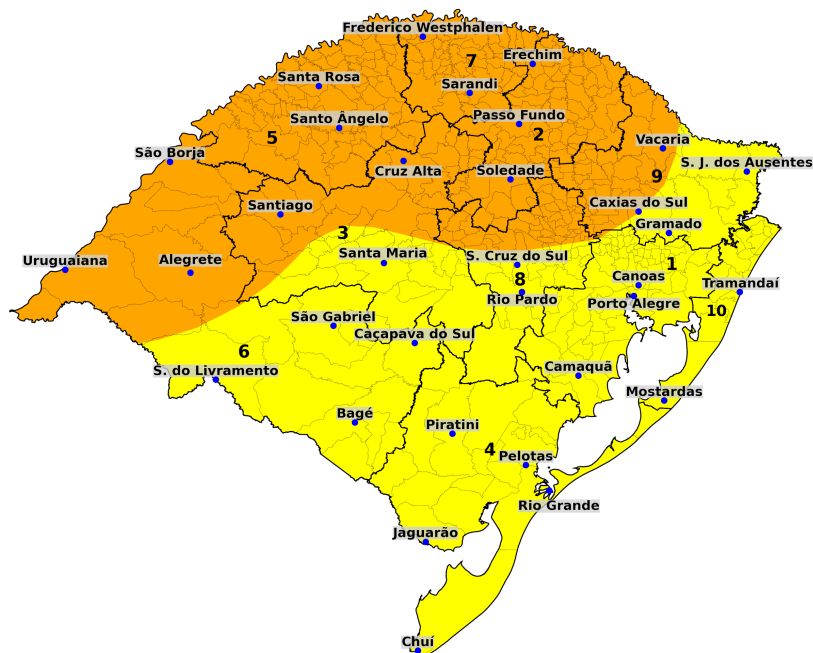 Frederico Westphalen
Erechim
7
Santa Rosa
Sarandi
Santo Ângelo
Passo Fundo
2
5
Vacaria
São Borja
S. J. dos Ausentes
Cruz Alta
Soledade
9
Santiago
Caxias do Sul
Gramado
3
Santa Maria
S. Cruz do Sul
Uruguaiana
Alegrete
1
8
Canoas
Tramandaí
Rio Pardo
Porto Alegre
10
São Gabriel
Caçapava do Sul
6
S. do Livramento
Camaquã
Mostardas
Bagé
Piratini
4
Pelotas
Rio Grande
Jaguarão
Chuí